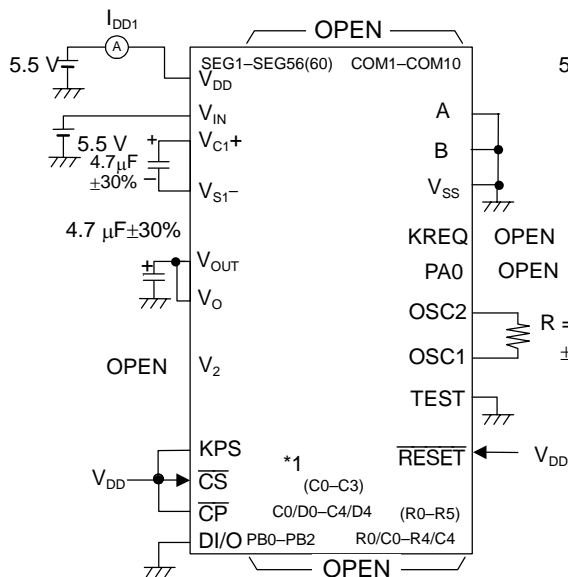 I_DD1
OPEN
A
5.5 V
SEG1–SEG56(60) COM1–COM10
5
V_DD
V_IN
A
5.5 V
V_C1+
+
4.7μF
±30%
–
B
V_S1–
V_SS
4.7 μF±30%
KREQ OPEN
V_OUT
PA0 OPEN
+
V_O
OSC2
R =
±
OPEN
V_2
OSC1
TEST
KPS
*1
RESET
V_DD
V_DD
CS
(C0–C3)
CP
C0/D0–C4/D4
(R0–R5)
DI/O
PB0–PB2
R0/C0–R4/C4
OPEN